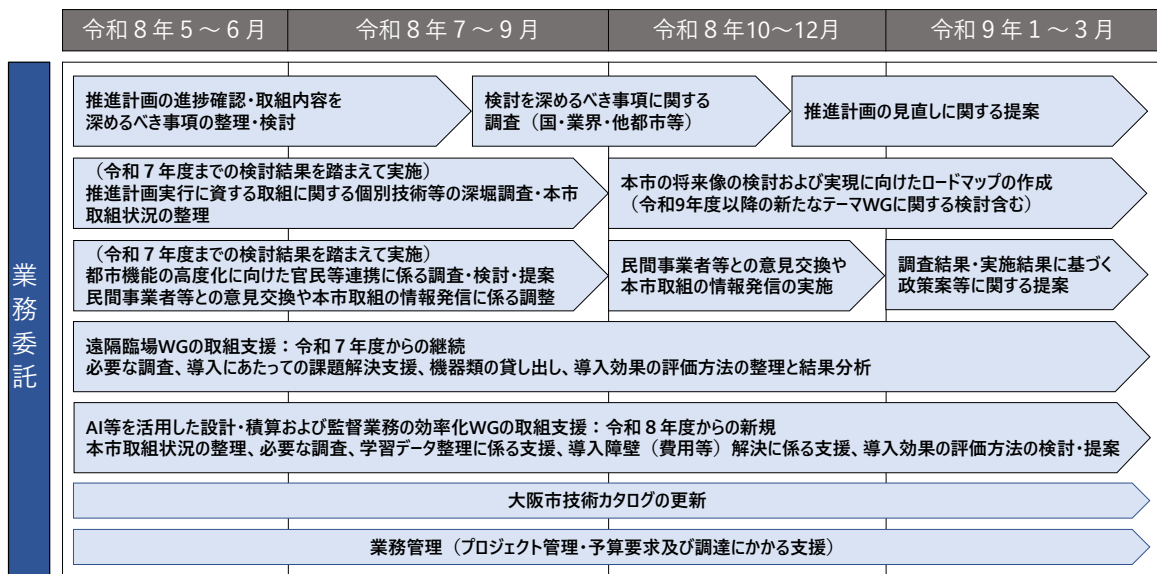 令和８年５～６月
令和８年７～９月
令和８年10～12月
令和９年１～３月
業務委託
推進計画の進捗確認・取組内容を
深めるべき事項の整理・検討
検討を深めるべき事項に関する
調査（国・業界・他都市等）
推進計画の見直しに関する提案
（令和７年度までの検討結果を踏まえて実施）
推進計画実行に資する取組に関する個別技術等の深堀調査・本市
取組状況の整理
本市の将来像の検討および実現に向けたロードマップの作成
（令和9年度以降の新たなテーマWGに関する検討含む）
（令和７年度までの検討結果を踏まえて実施）
都市機能の高度化に向けた官民等連携に係る調査・検討・提案
民間事業者等との意見交換や本市取組の情報発信に係る調整
民間事業者等との意見交換や
本市取組の情報発信の実施
調査結果・実施結果に基づく
政策案等に関する提案
遠隔臨場WGの取組支援：令和７年度からの継続
必要な調査、導入にあたっての課題解決支援、機器類の貸し出し、導入効果の評価方法の整理と結果分析
AI等を活用した設計・積算および監督業務の効率化WGの取組支援：令和８年度からの新規
本市取組状況の整理、必要な調査、学習データ整理に係る支援、導入障壁（費用等）解決に係る支援、導入効果の評価方法の検討・提案
大阪市技術カタログの更新
業務管理（プロジェクト管理・予算要求及び調達にかかる支援）